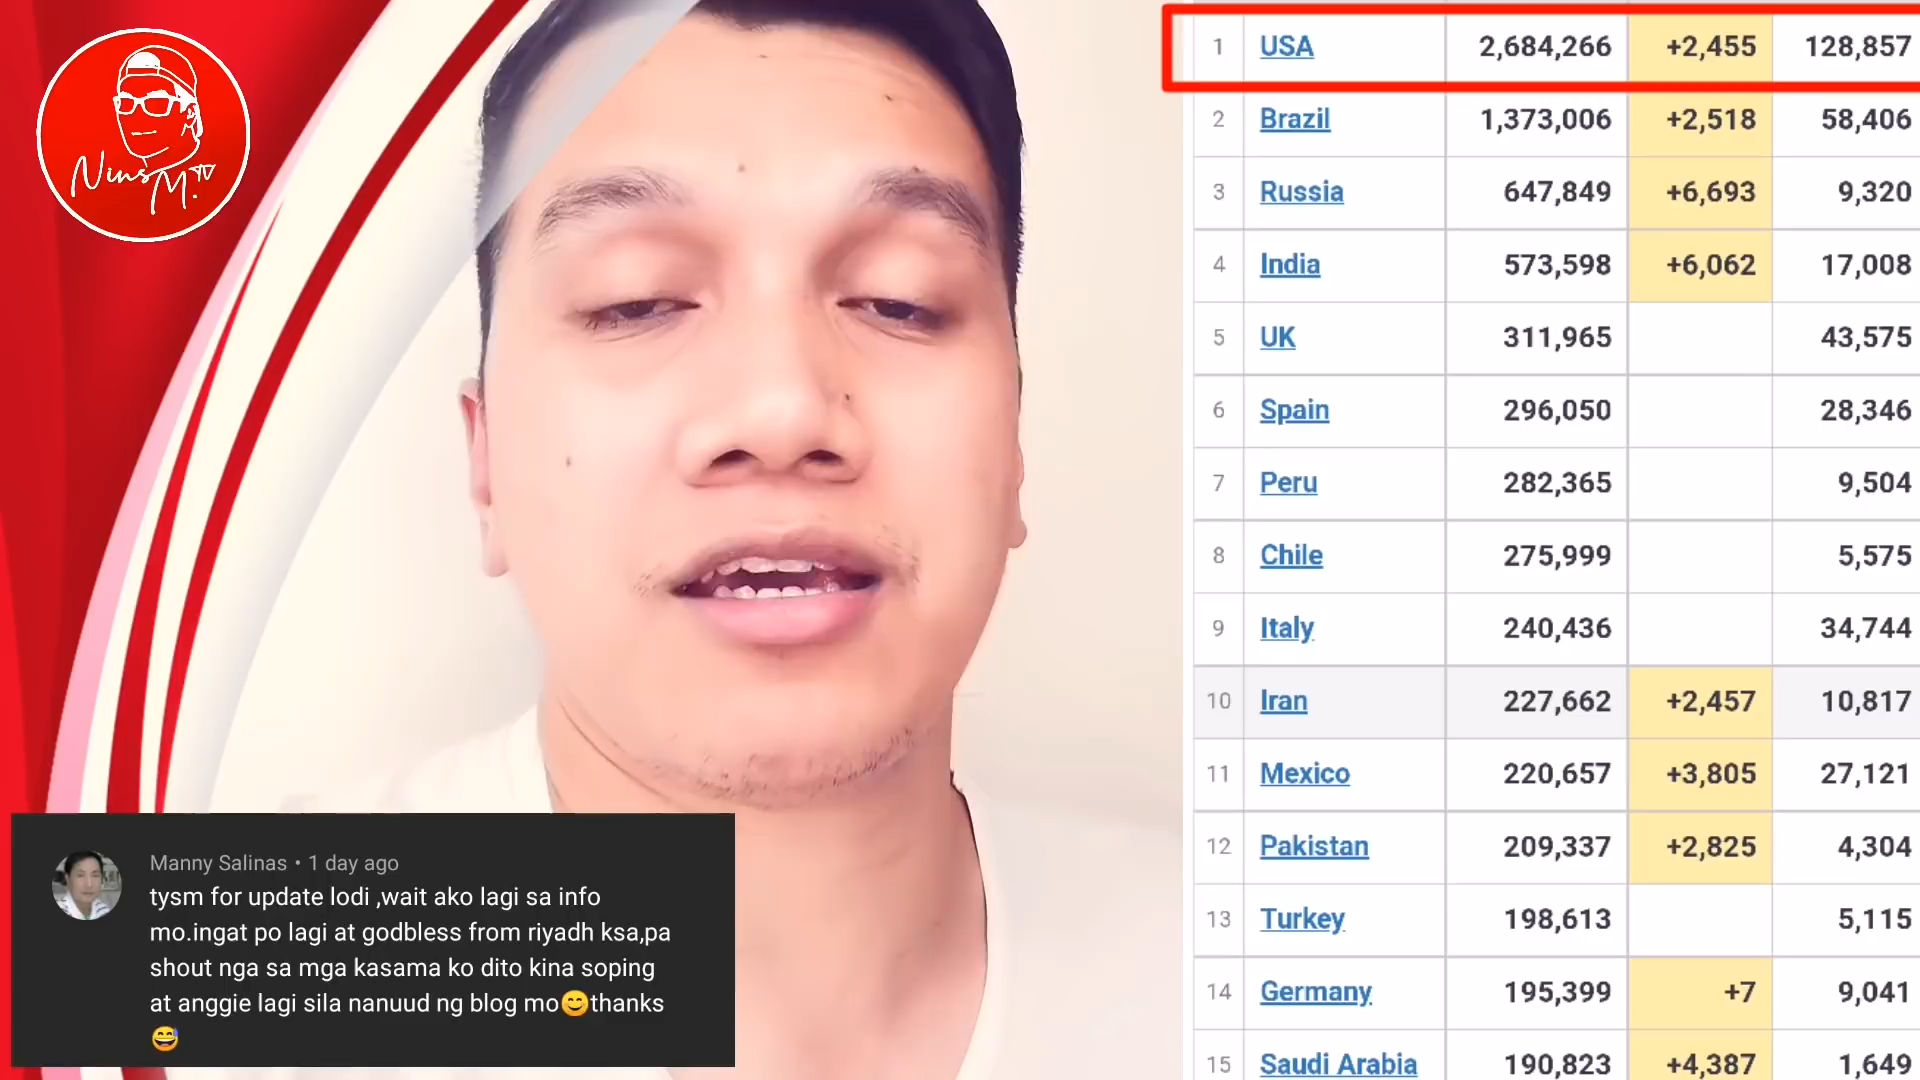 Nins
M.TV
1 USA 2,684,266 +2,455 128,857
2 Brazil 1,373,006 +2,518 58,406
3 Russia 647,849 +6,693 9,320
4 India 573,598 +6,062 17,008
5 UK 311,965 43,575
6 Spain 296,050 28,346
7 Peru 282,365 9,504
8 Chile 275,999 5,575
9 Italy 240,436 34,744
10 Iran 227,662 +2,457 10,817
11 Mexico 220,657 +3,805 27,121
12 Pakistan 209,337 +2,825 4,304
13 Turkey 198,613 5,115
14 Germany 195,399 +7 9,041
15 Saudi Arabia 190,823 +4,387 1,649
Manny Salinas • 1 day ago
tysm for update lodi ,wait ako lagi sa info
mo.ingat po lagi at godbless from riyadh ksa,pa
shout nga sa mga kasama ko dito kina soping
at anggie lagi sila nanuud ng blog mo😊thanks
😅